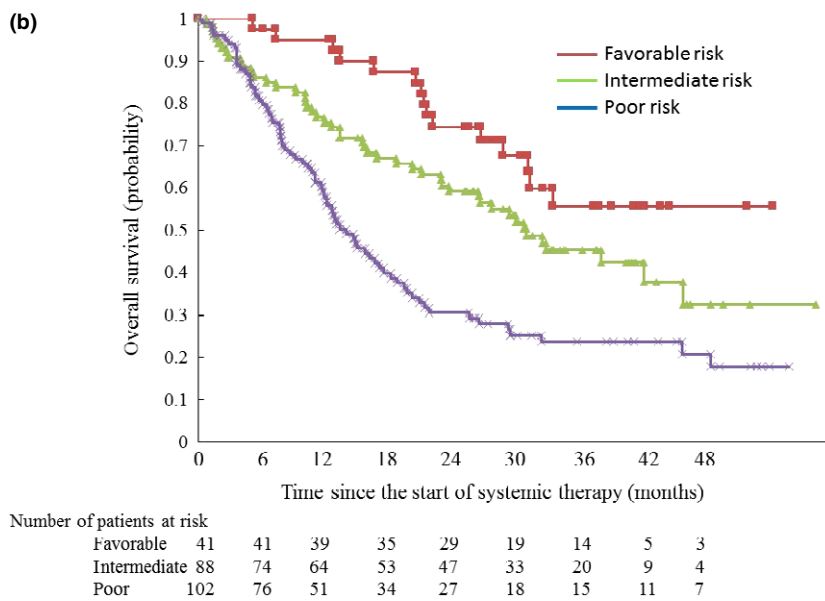 (b)
1
0.9
0.8
0.7
0.6
0.5
0.4
0.3
0.2
0.1
0
Overall survival (probability)
Favorable risk
Intermediate risk
Poor risk
0 6 12 18 24 30 36 42 48
Time since the start of systemic therapy (months)
Number of patients at risk
Favorable 41 41 39 35 29 19 14 5 3
Intermediate 88 74 64 53 47 33 20 9 4
Poor 102 76 51 34 27 18 15 11 7